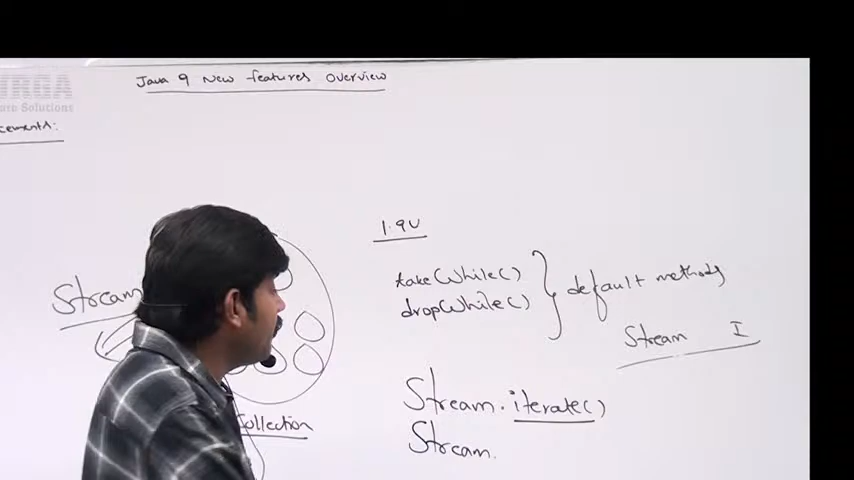 Java 9 New features Overview
1.9V
takeWhile()
dropWhile()
default methods
Stream I
Stream
Collection
Stream.iterate()
Stream.